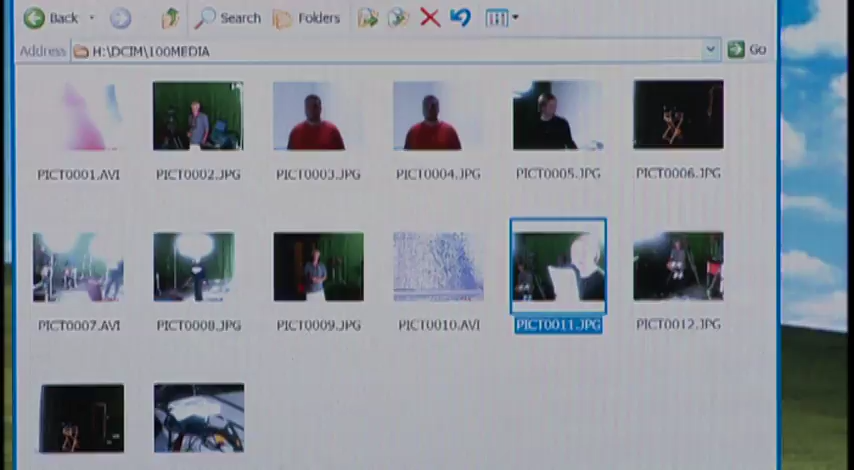 Back Search Folders
Address H:\DCIM\100MEDIA Go
PICT0001.AVI PICT0002.JPG PICT0003.JPG PICT0004.JPG PICT0005.JPG PICT0006.JPG
PICT0007.AVI PICT0008.JPG PICT0009.JPG PICT0010.AVI PICT0011.JPG PICT0012.JPG